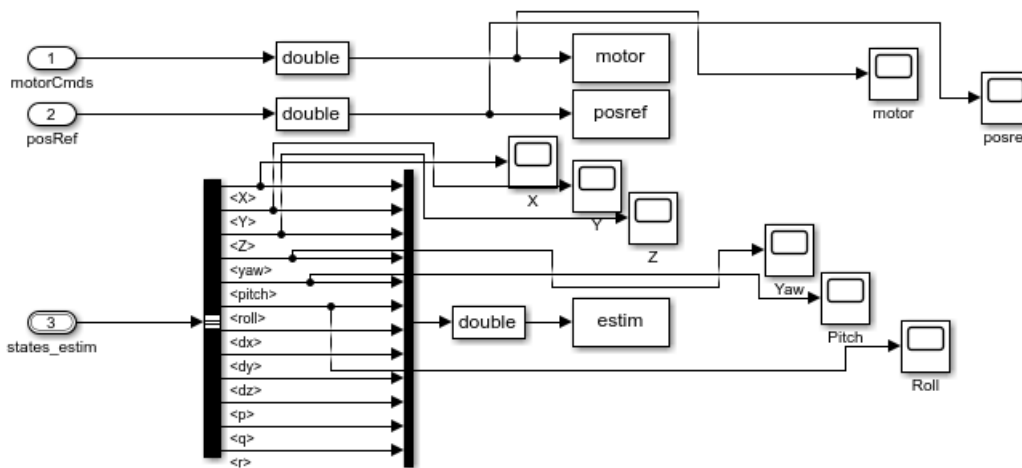 1
double
motor
motorCmds
motor
2
double
posref
posRef
posre
X
Y
Z
<X>
<Y>
<Z>
<yaw>
<pitch>
<roll>
<dx>
<dy>
<dz>
<p>
<q>
<r>
Yaw
Pitch
Roll
3
states_estim
double
estim